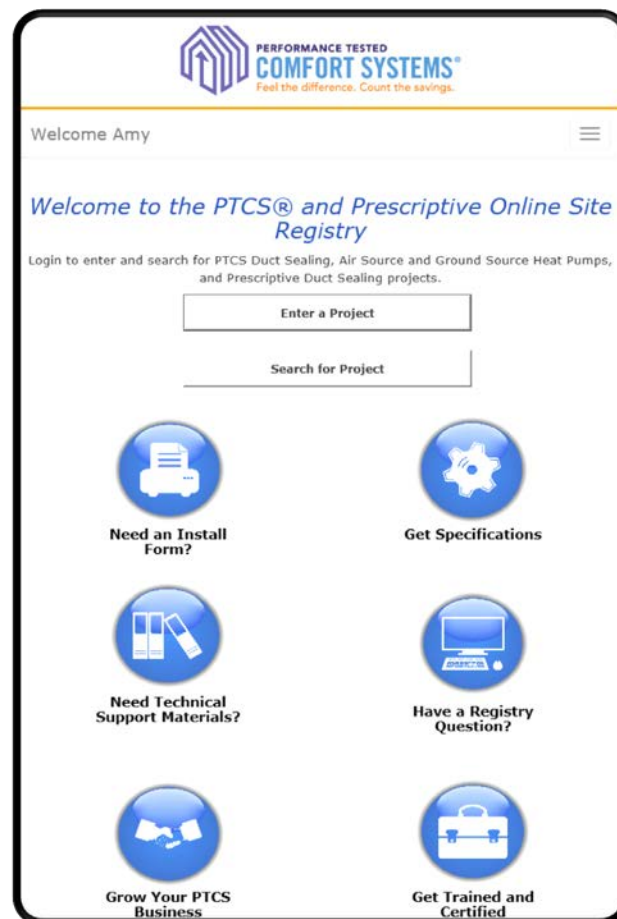 PERFORMANCE TESTED
COMFORT SYSTEMS®
Feel the difference. Count the savings.
Welcome Amy
Welcome to the PTCS® and Prescriptive Online Site
Registry
Login to enter and search for PTCS Duct Sealing, Air Source and Ground Source Heat Pumps,
and Prescriptive Duct Sealing projects.
Enter a Project
Search for Project
Need an Install
Form?
Get Specifications
Need Technical
Support Materials?
Have a Registry
Question?
Grow Your PTCS
Business
Get Trained and
Certified